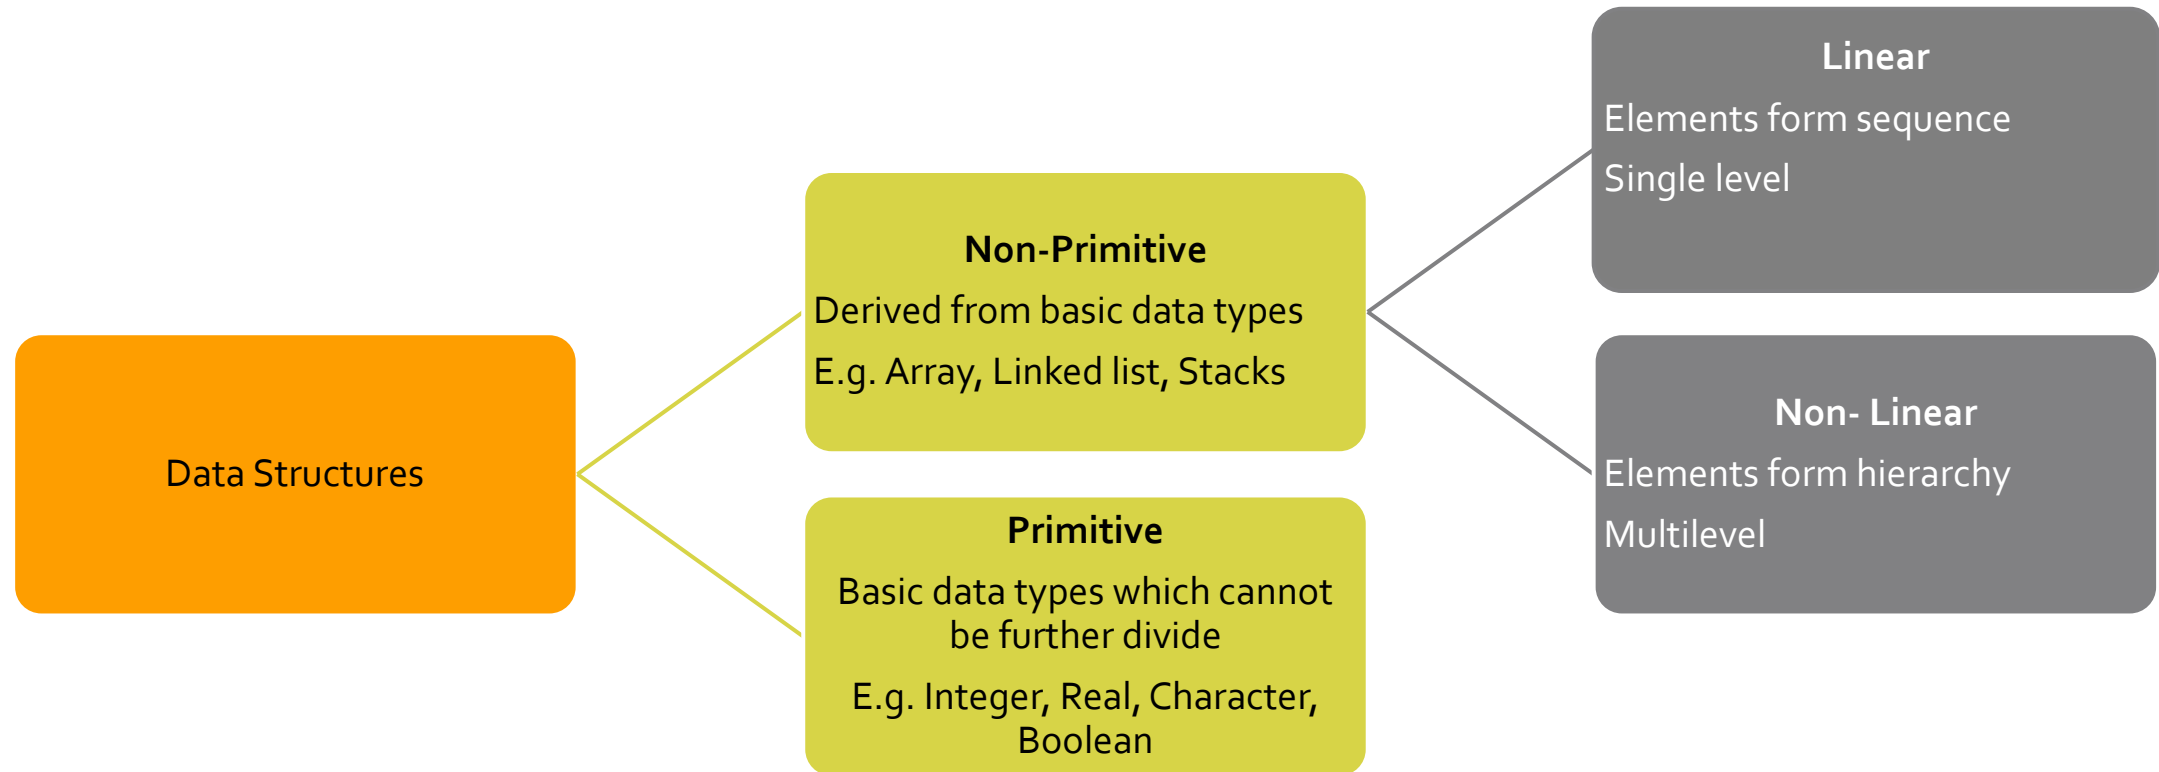 Data Structures
Non-Primitive
Derived from basic data types
E.g. Array, Linked list, Stacks
Primitive
Basic data types which cannot
be further divide
E.g. Integer, Real, Character,
Boolean
Linear
Elements form sequence
Single level
Non- Linear
Elements form hierarchy
Multilevel